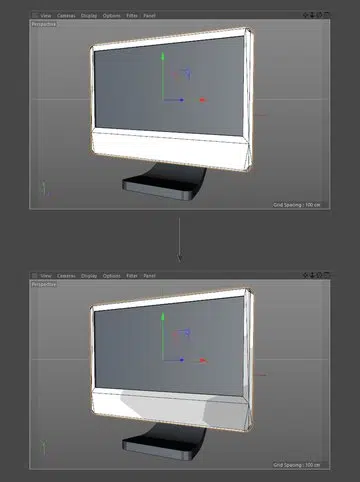 View Cameras Display Options Filter Panel
Perspective
Grid Spacing : 100 cm
View Cameras Display Options Filter Panel
Perspective
Grid Spacing : 100 cm